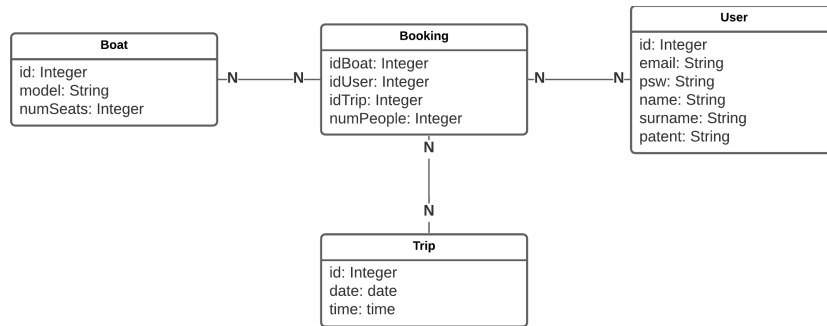 Boat
id: Integer
model: String
numSeats: Integer
N
N
Booking
idBoat: Integer
idUser: Integer
idTrip: Integer
numPeople: Integer
N
N
User
id: Integer
email: String
psw: String
name: String
surname: String
patent: String
N
N
Trip
id: Integer
date: date
time: time